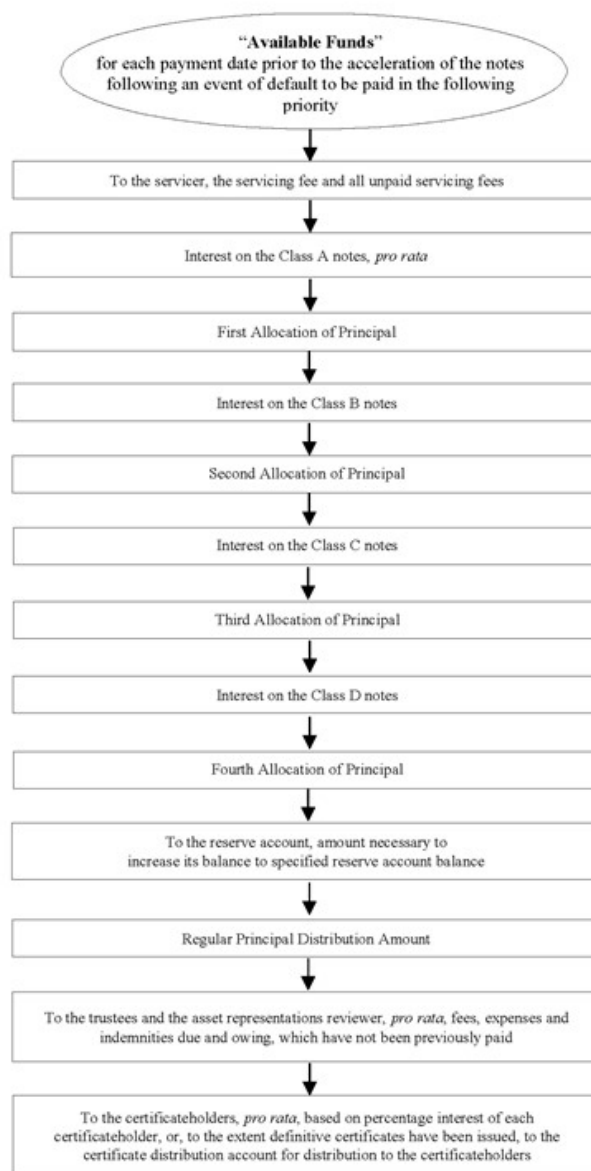 “Available Funds”
for each payment date prior to the acceleration of the notes
following an event of default to be paid in the following
priority
To the servicer, the servicing fee and all unpaid servicing fees
Interest on the Class A notes, pro rata
First Allocation of Principal
Interest on the Class B notes
Second Allocation of Principal
Interest on the Class C notes
Third Allocation of Principal
Interest on the Class D notes
Fourth Allocation of Principal
To the reserve account, amount necessary to
increase its balance to specified reserve account balance
Regular Principal Distribution Amount
To the trustees and the asset representations reviewer, pro rata, fees, expenses and
indemnities due and owing, which have not been previously paid
To the certificateholders, pro rata, based on percentage interest of each
certificateholder, or, to the extent definitive certificates have been issued, to the
certificate distribution account for distribution to the certificateholders